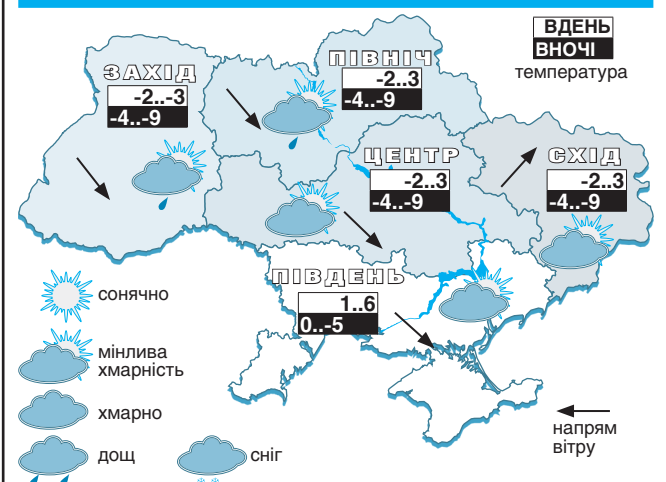 ВДЕНЬ
ВНОЧІ
температура
ПІВНІЧ
-2..3
-4..-9
ЗАХІД
-2..-3
-4..-9
ЦЕНТР
-2..3
-4..-9
СХІД
-2..3
-4..-9
ПІВДЕНЬ
1..6
0..-5
сонячно
мінлива
хмарність
хмарно
дощ
сніг
напрям
вітру